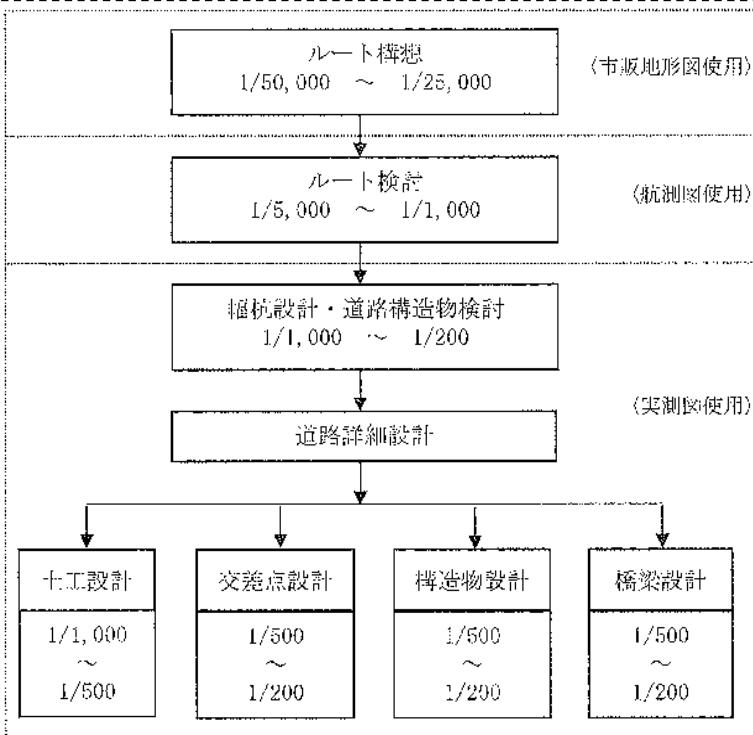 ルート構想
1/50,000 ～ 1/25,000
(市販地形図使用)
ルート検討
1/5,000 ～ 1/1,000
(航測図使用)
幅杭設計・道路構造物検討
1/1,000 ～ 1/200
道路詳細設計
(実測図使用)
土工設計
1/1,000
～
1/500
交差点設計
1/500
～
1/200
構造物設計
1/500
～
1/200
橋梁設計
1/500
～
1/200